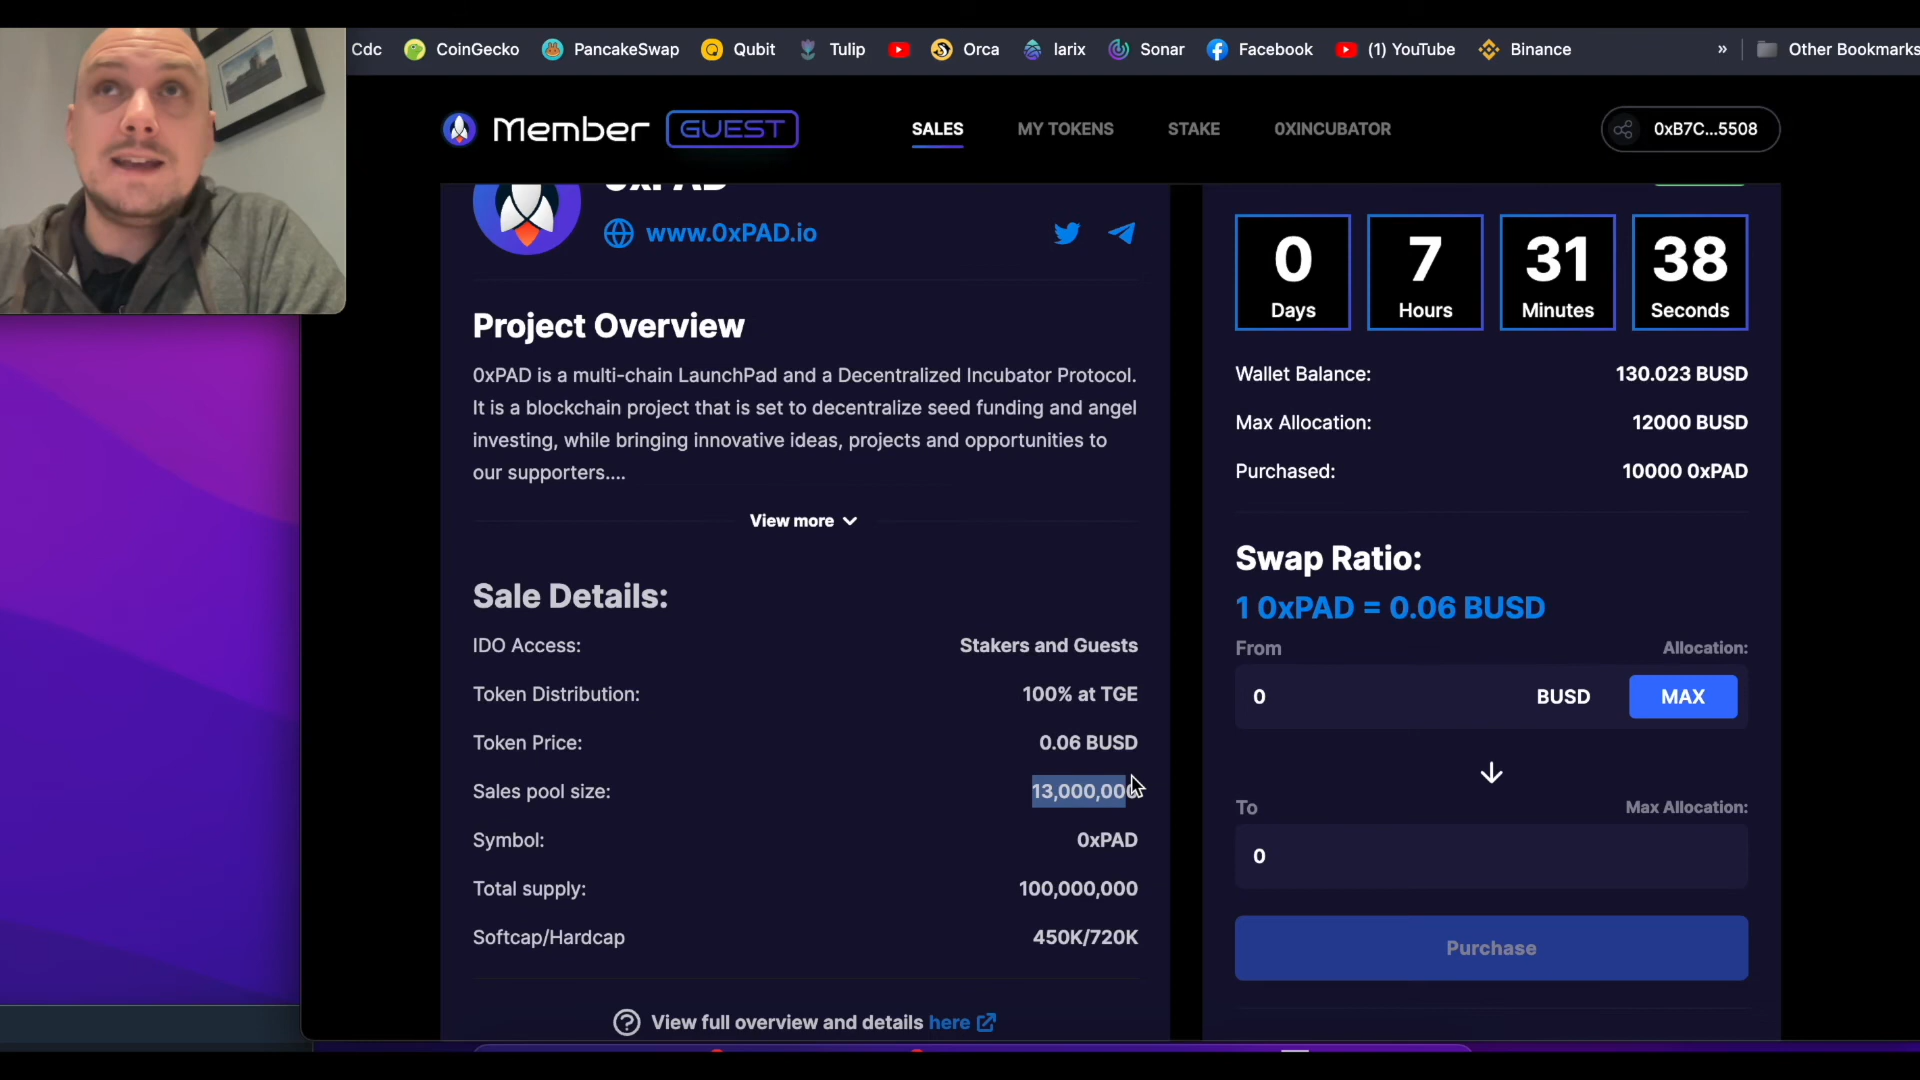 Cdc CoinGecko PancakeSwap Qubit Tulip Orca larix Sonar Facebook (1) YouTube Binance » Other Bookmarks
Member GUEST SALES MY TOKENS STAKE 0XINCUBATOR 0xB7C...5508
0xPAD
www.0xPAD.io
Project Overview
0xPAD is a multi-chain LaunchPad and a Decentralized Incubator Protocol.
It is a blockchain project that is set to decentralize seed funding and angel
investing, while bringing innovative ideas, projects and opportunities to
our supporters....
View more
Sale Details:
IDO Access: Stakers and Guests
Token Distribution: 100% at TGE
Token Price: 0.06 BUSD
Sales pool size: 13,000,000
Symbol: 0xPAD
Total supply: 100,000,000
Softcap/Hardcap 450K/720K
View full overview and details here
0 7 31 38
Days Hours Minutes Seconds
Wallet Balance: 130.023 BUSD
Max Allocation: 12000 BUSD
Purchased: 10000 0xPAD
Swap Ratio:
1 0xPAD = 0.06 BUSD
From Allocation:
0 BUSD MAX
To Max Allocation:
0
Purchase